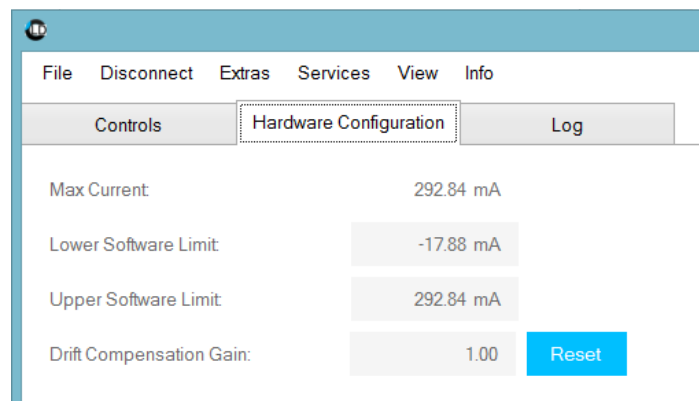 File Disconnect Extras Services View Info
Controls Hardware Configuration Log
Max Current: 292.84 mA
Lower Software Limit: -17.88 mA
Upper Software Limit: 292.84 mA
Drift Compensation Gain: 1.00 Reset